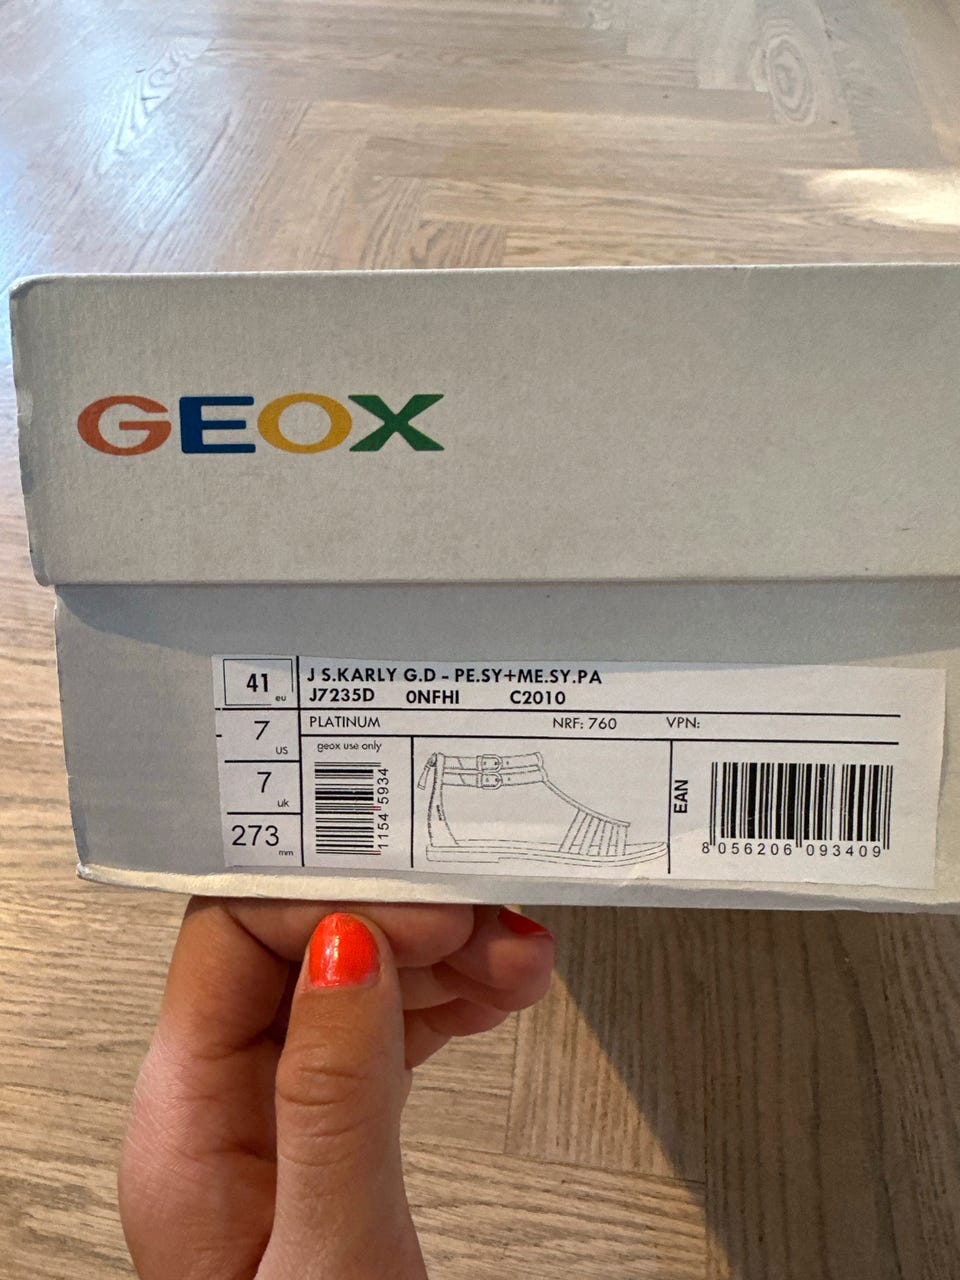 GEOX
41 eu
J S.KARLY G.D - PE.SY+ME.SY.PA
J7235D 0NFHI C2010
7 US
PLATINUM NRF: 760 VPN:
geox use only
7 uk
273 mm
1154 5934
EAN
8 056206 093409